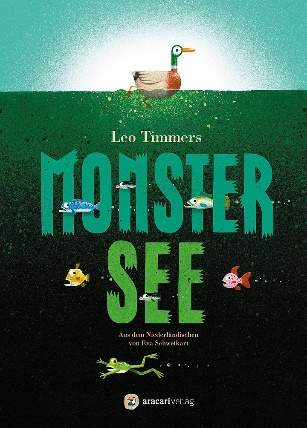 Leo Timmers
MONSTER
SEE
Aus dem Niederländischen
von Eva Schweikart
aracari verlag